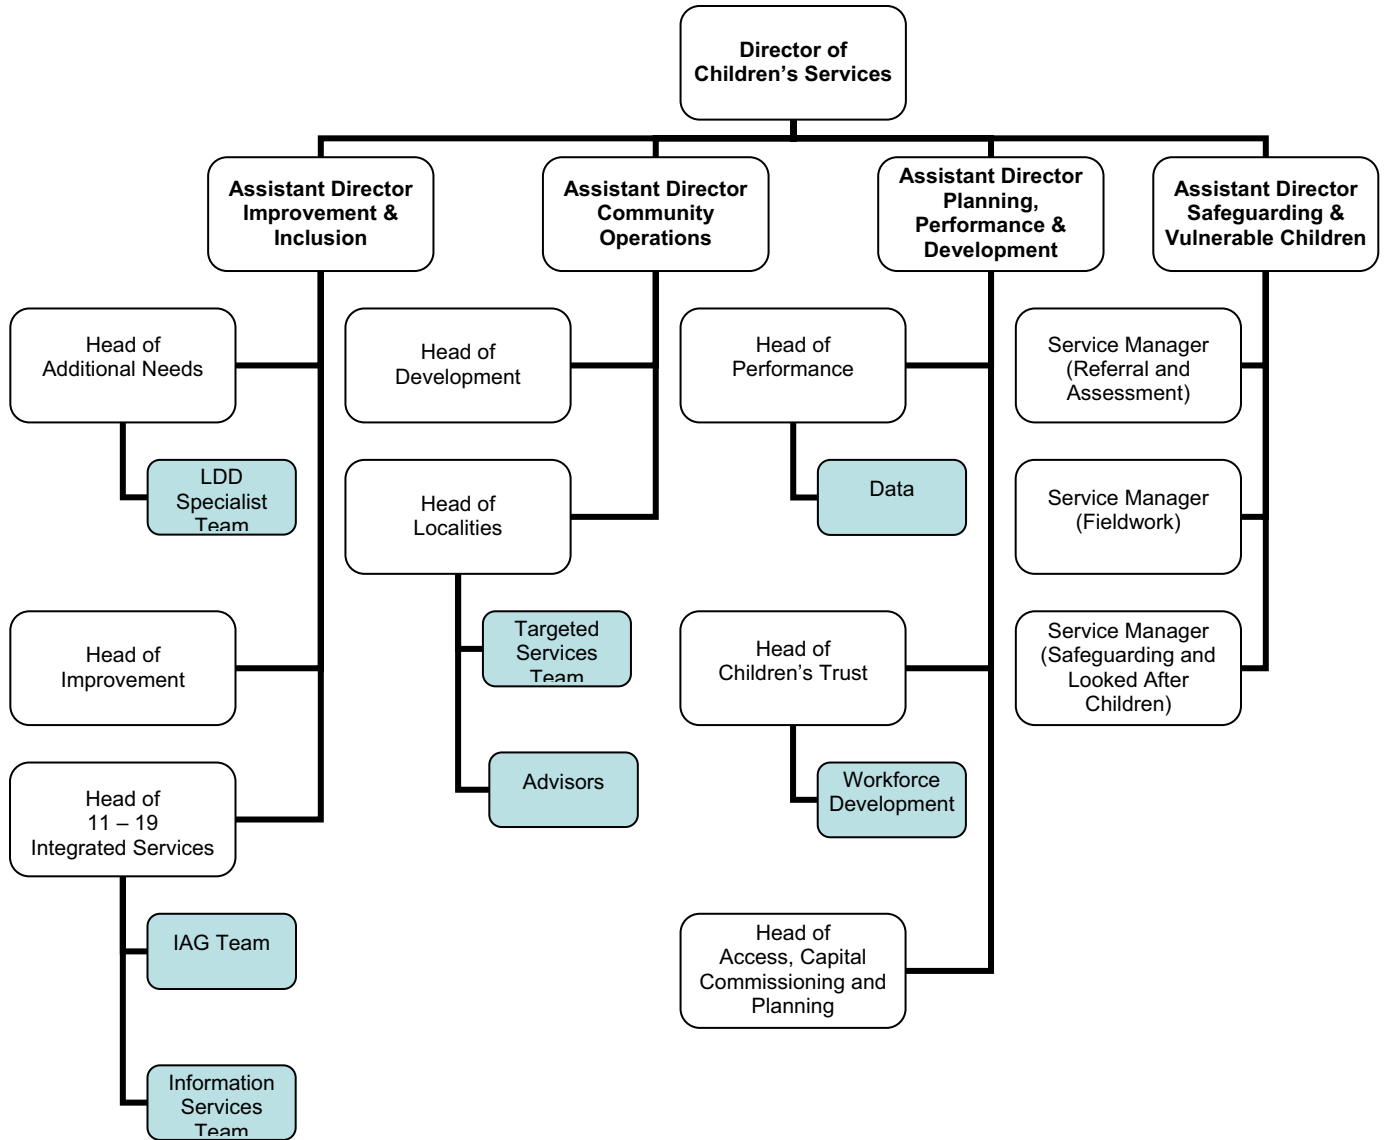 Director of
Children’s Services
Assistant Director
Improvement &
Inclusion
Assistant Director
Community
Operations
Assistant Director
Planning,
Performance &
Development
Assistant Director
Safeguarding &
Vulnerable Children
Head of
Additional Needs
Head of
Development
Head of
Performance
Service Manager
(Referral and
Assessment)
LDD
Specialist
Team
Head of
Localities
Data
Service Manager
(Fieldwork)
Head of
Improvement
Targeted
Services
Team
Head of
Children’s Trust
Service Manager
(Safeguarding and
Looked After
Children)
Head of
11 – 19
Integrated Services
Advisors
Workforce
Development
IAG Team
Head of
Access, Capital
Commissioning and
Planning
Information
Services
Team